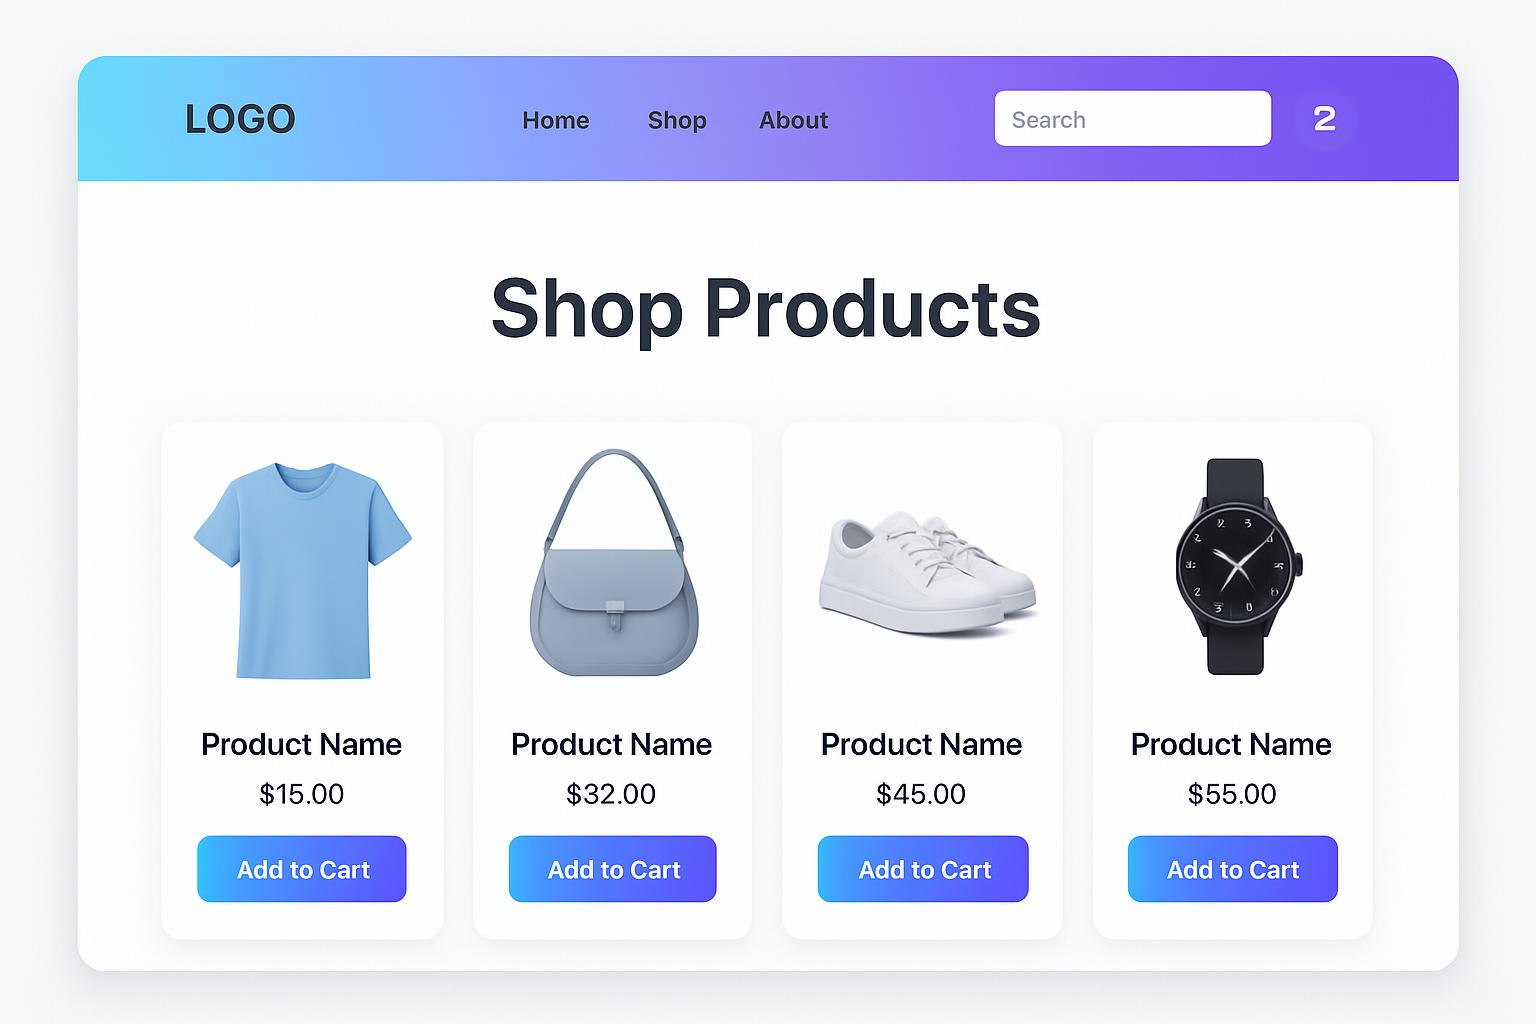 LOGO
Home Shop About
Search
2
Shop Products
Product Name
$15.00
Add to Cart
Product Name
$32.00
Add to Cart
Product Name
$45.00
Add to Cart
Product Name
$55.00
Add to Cart